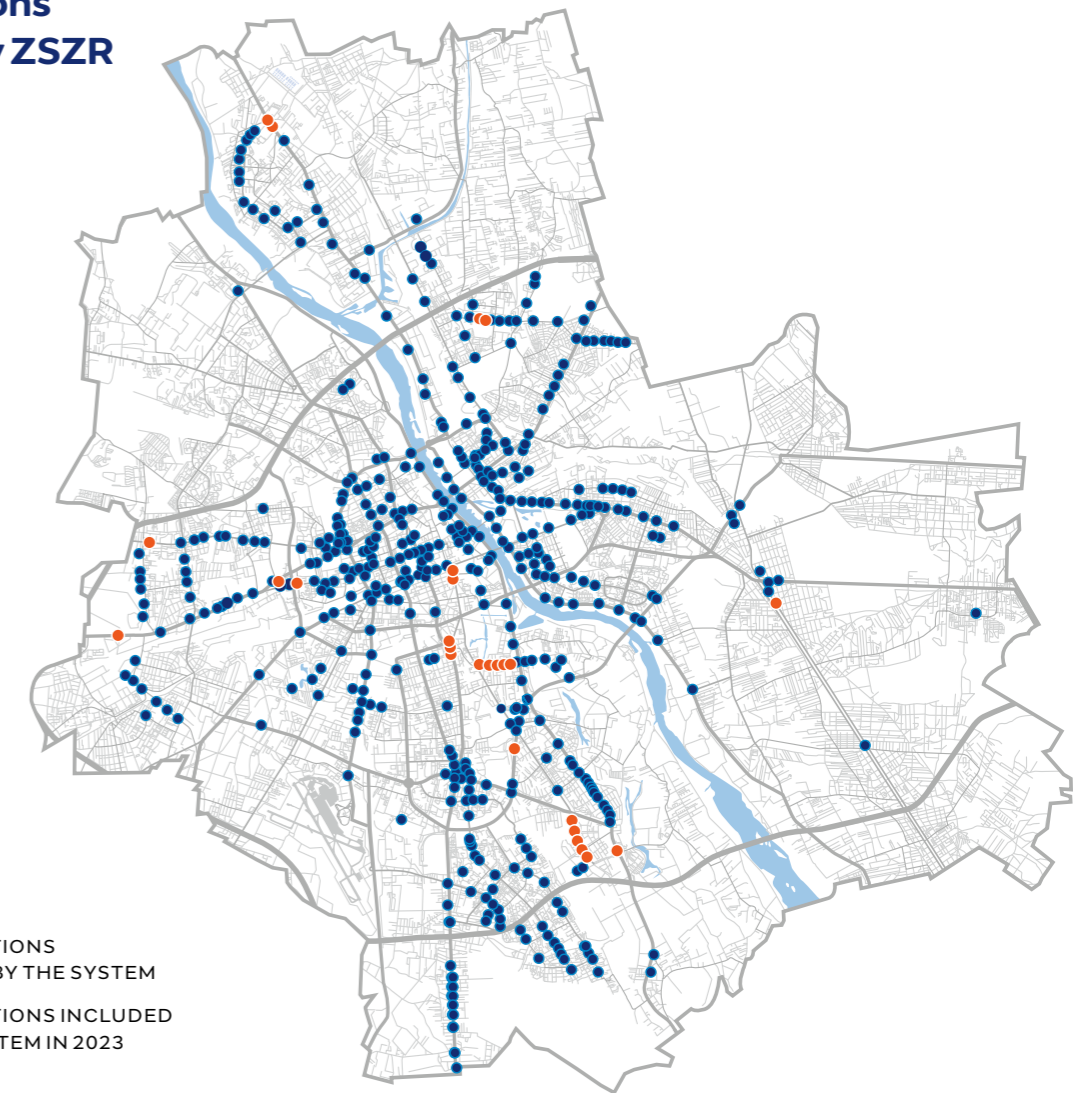 ons
ZSZR
TIONS
BY THE SYSTEM
TIONS INCLUDED
TEM IN 2023